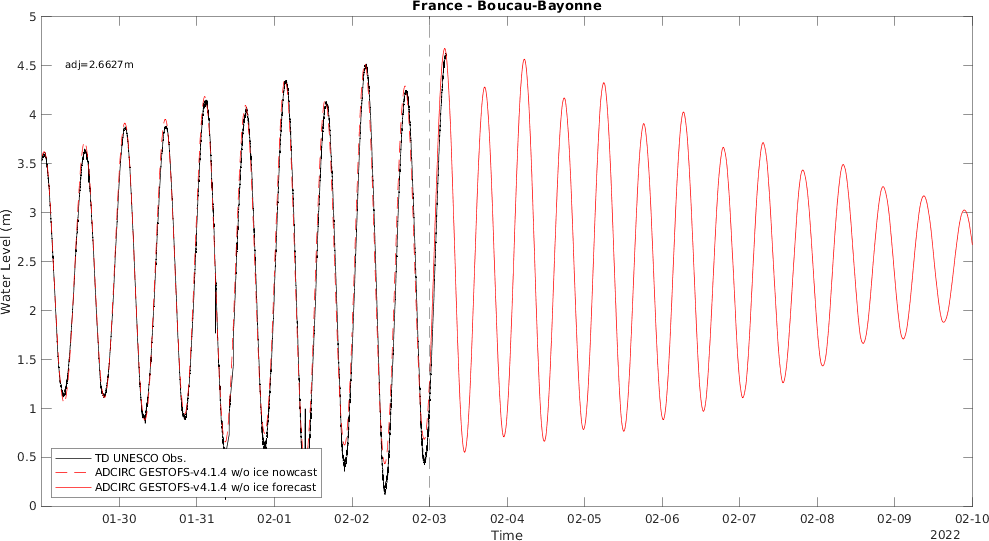 France - Boucau-Bayonne
adj=2.6627m
Water Level (m)
5
4.5
4
3.5
3
2.5
2
1.5
1
0.5
0
TD UNESCO Obs.
ADCIRC GESTOFS-v4.1.4 w/o ice nowcast
ADCIRC GESTOFS-v4.1.4 w/o ice forecast
01-30 01-31 02-01 02-02 02-03 02-04 02-05 02-06 02-07 02-08 02-09 02-10
Time
2022